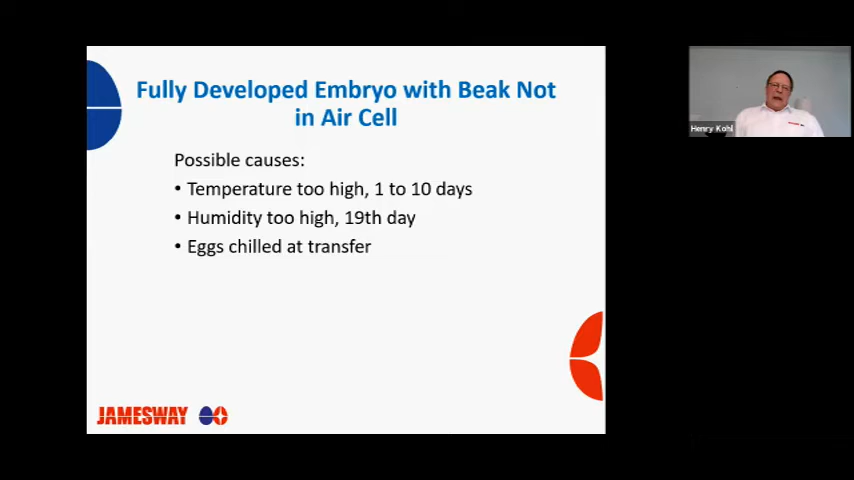 Fully Developed Embryo with Beak Not
in Air Cell
Possible causes:
• Temperature too high, 1 to 10 days
• Humidity too high, 19th day
• Eggs chilled at transfer
JAMESWAY
Henry Kohl